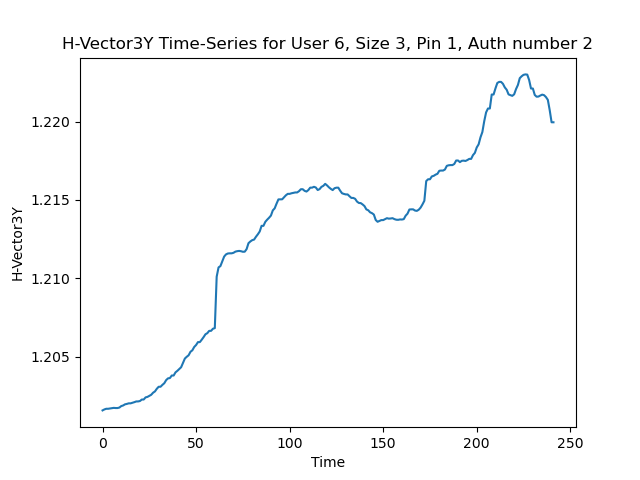 H-Vector3Y Time-Series for User 6, Size 3, Pin 1, Auth number 2
1.220
1.215
1.210
1.205
H-Vector3Y
0 50 100 150 200 250
Time